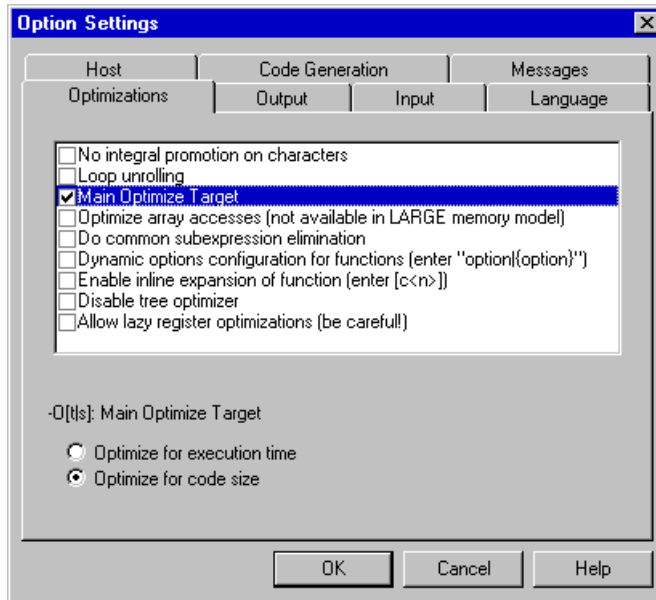 Option Settings
Host Code Generation Messages
Optimizations Output Input Language
No integral promotion on characters
Loop unrolling
Main Optimize Target
Optimize array accesses (not available in LARGE memory model)
Do common subexpression elimination
Dynamic options configuration for functions (enter "option|{option}")
Enable inline expansion of function (enter [c<n>])
Disable tree optimizer
Allow lazy register optimizations (be careful!)
-O[t|s]: Main Optimize Target
Optimize for execution time
Optimize for code size
OK Cancel Help